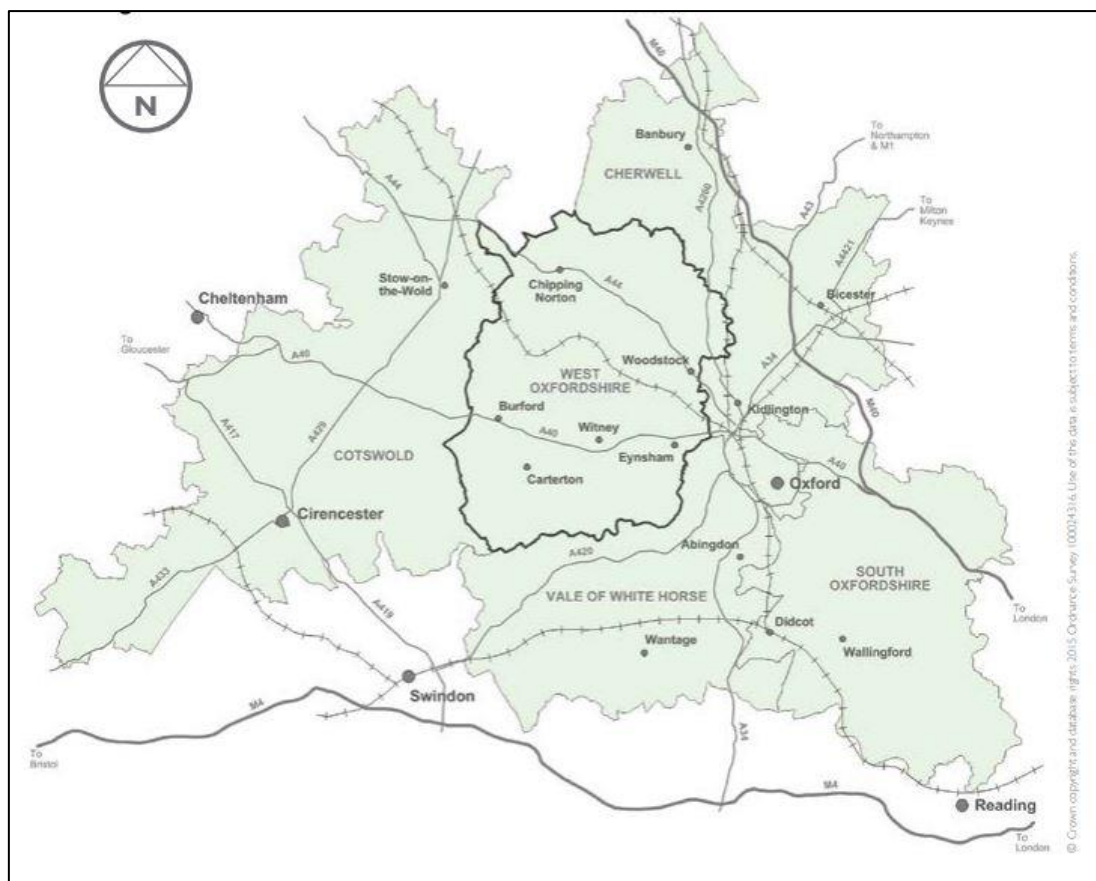 N
M40
To
Northampton
& M1
Banbury
CHERWELL
A43
To
Milton
Keynes
A44
A4260
A4421
Stow-on-
the-Wold
Chipping
Norton
A44
Bicester
Cheltenham
To
Gloucester
A40
Woodstock
A34
WEST
OXFORDSHIRE
Kidlington
M40
Burford
A417
A429
A40
Witney
Eynsham
COTSWOLD
Carterton
A40
Oxford
Cirencester
A420
Abingdon
A433
SOUTH
OXFORDSHIRE
VALE OF WHITE HORSE
A419
Didcot
To
London
Wantage
Wallingford
Swindon
M4
A34
To
Bristol
M4
Reading
To
London
© Crown copyright and database rights 2015 Ordnance Survey 100024316. Use of this data is subject to terms and conditions.